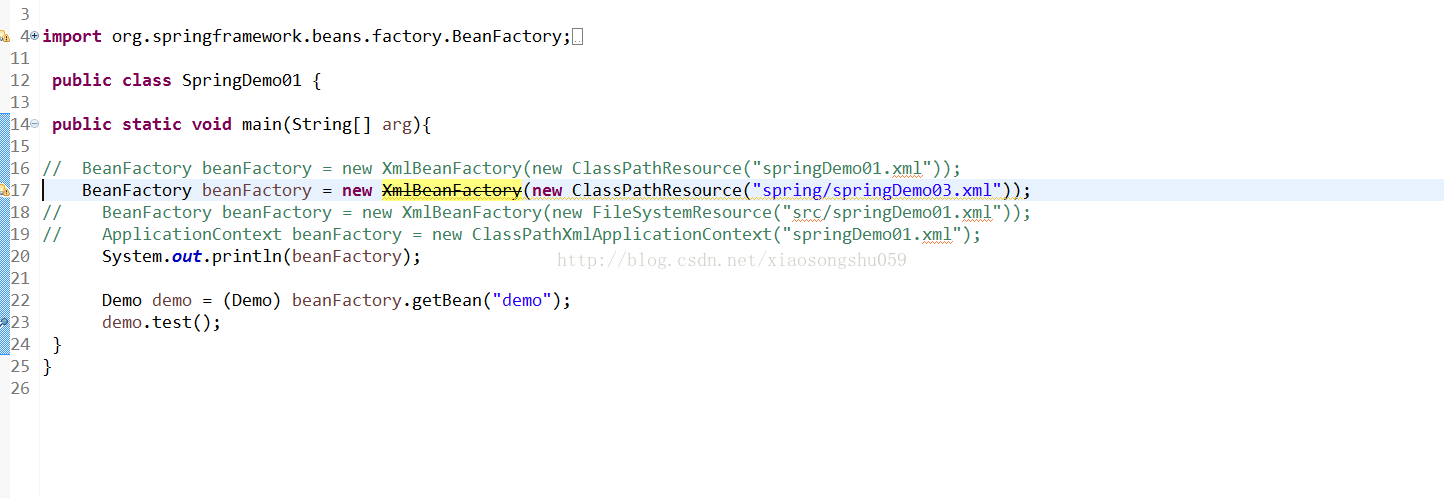 3
4 import org.springframework.beans.factory.BeanFactory;
11
12 public class SpringDemo01 {
13
14 public static void main(String[] arg){
15
16 // BeanFactory beanFactory = new XmlBeanFactory(new ClassPathResource("springDemo01.xml"));
17 BeanFactory beanFactory = new XmlBeanFactory(new ClassPathResource("spring/springDemo03.xml"));
18 // BeanFactory beanFactory = new XmlBeanFactory(new FileSystemResource("src/springDemo01.xml"));
19 // ApplicationContext beanFactory = new ClassPathXmlApplicationContext("springDemo01.xml");
20 System.out.println(beanFactory);
http://blog.csdn.net/xiaosongshu059
21
22 Demo demo = (Demo) beanFactory.getBean("demo");
23 demo.test();
24 }
25 }
26